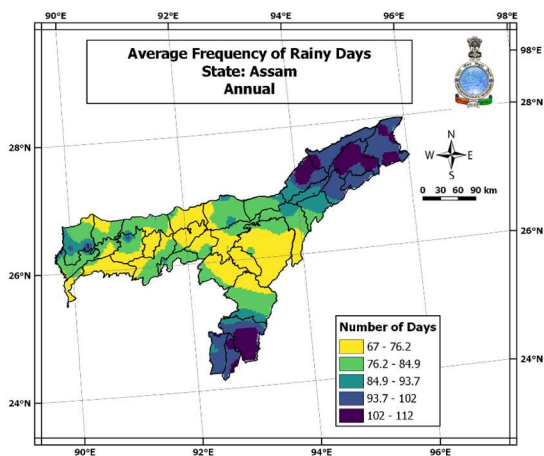 90°E 92°E 94°E 96°E 98°E
Average Frequency of Rainy Days
State: Assam
Annual
98°E
28°N
28°N
N
W E
S
0 30 60 90 km
26°N
26°N
Number of Days
67 - 76.2
76.2 - 84.9
84.9 - 93.7
93.7 - 102
102 - 112
24°N
24°N
90°E 92°E 94°E 96°E